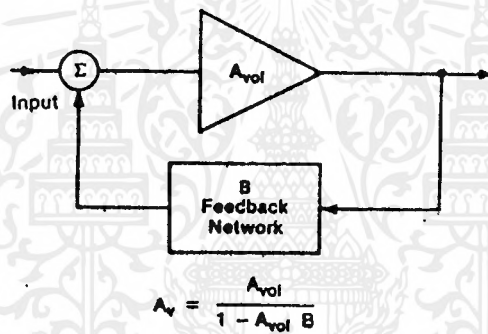 Σ
A_vol
Input
B
Feedback
Network
A_v = A_vol / 1 - A_vol B